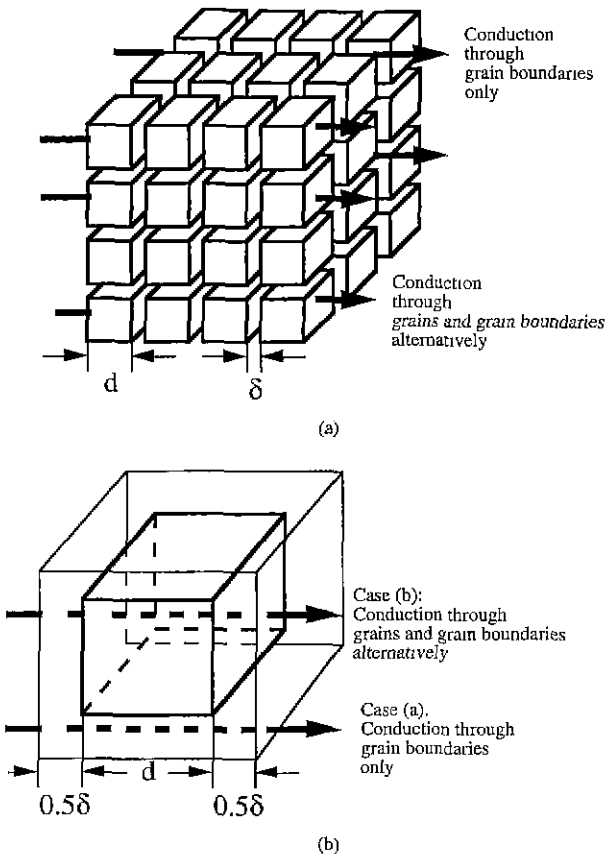 Conduction
through
grain boundaries
only
Conduction
through
grains and grain boundaries
alternatively
d
δ
(a)
Case (b):
Conduction through
grains and grain boundaries
alternatively
Case (a).
Conduction through
grain boundaries
only
0.5δ d 0.5δ
(b)